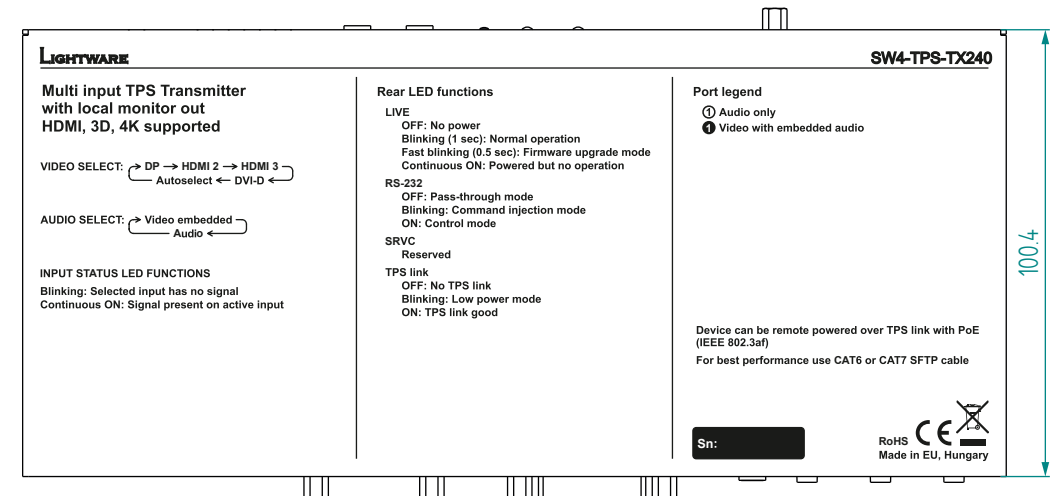 LIGHTWARE
SW4-TPS-TX240
Multi input TPS Transmitter
with local monitor out
HDMI, 3D, 4K supported
VIDEO SELECT: DP → HDMI 2 → HDMI 3
Autoselect ← DVI-D ←
AUDIO SELECT: → Video embedded
Audio ←
INPUT STATUS LED FUNCTIONS
Blinking: Selected input has no signal
Continuous ON: Signal present on active input
Rear LED functions
LIVE
OFF: No power
Blinking (1 sec): Normal operation
Fast blinking (0.5 sec): Firmware upgrade mode
Continuous ON: Powered but no operation
RS-232
OFF: Pass-through mode
Blinking: Command injection mode
ON: Control mode
SRVC
Reserved
TPS link
OFF: No TPS link
Blinking: Low power mode
ON: TPS link good
Port legend
① Audio only
❶ Video with embedded audio
Device can be remote powered over TPS link with PoE
(IEEE 802.3af)
For best performance use CAT6 or CAT7 SFTP cable
Sn:
RoHS CE
Made in EU, Hungary
100.4